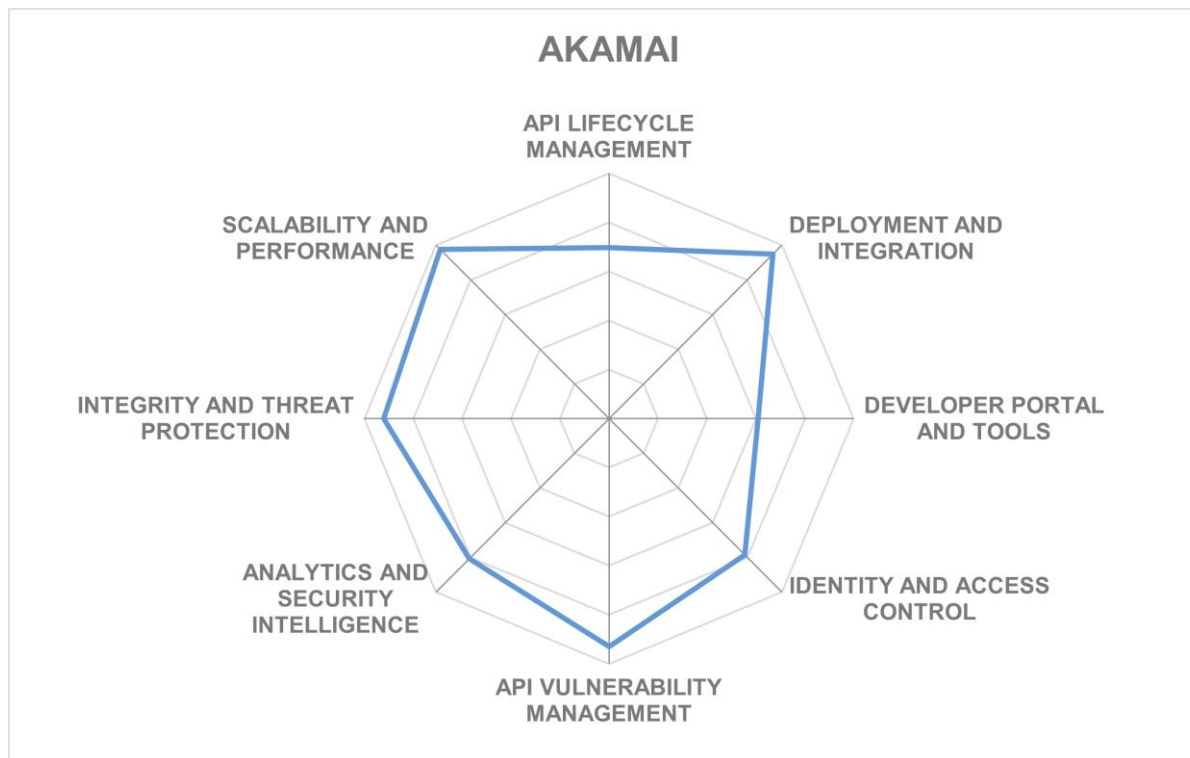 AKAMAI
API LIFECYCLE
MANAGEMENT
DEPLOYMENT AND
INTEGRATION
DEVELOPER PORTAL
AND TOOLS
IDENTITY AND ACCESS
CONTROL
API VULNERABILITY
MANAGEMENT
ANALYTICS AND
SECURITY
INTELLIGENCE
INTEGRITY AND THREAT
PROTECTION
SCALABILITY AND
PERFORMANCE